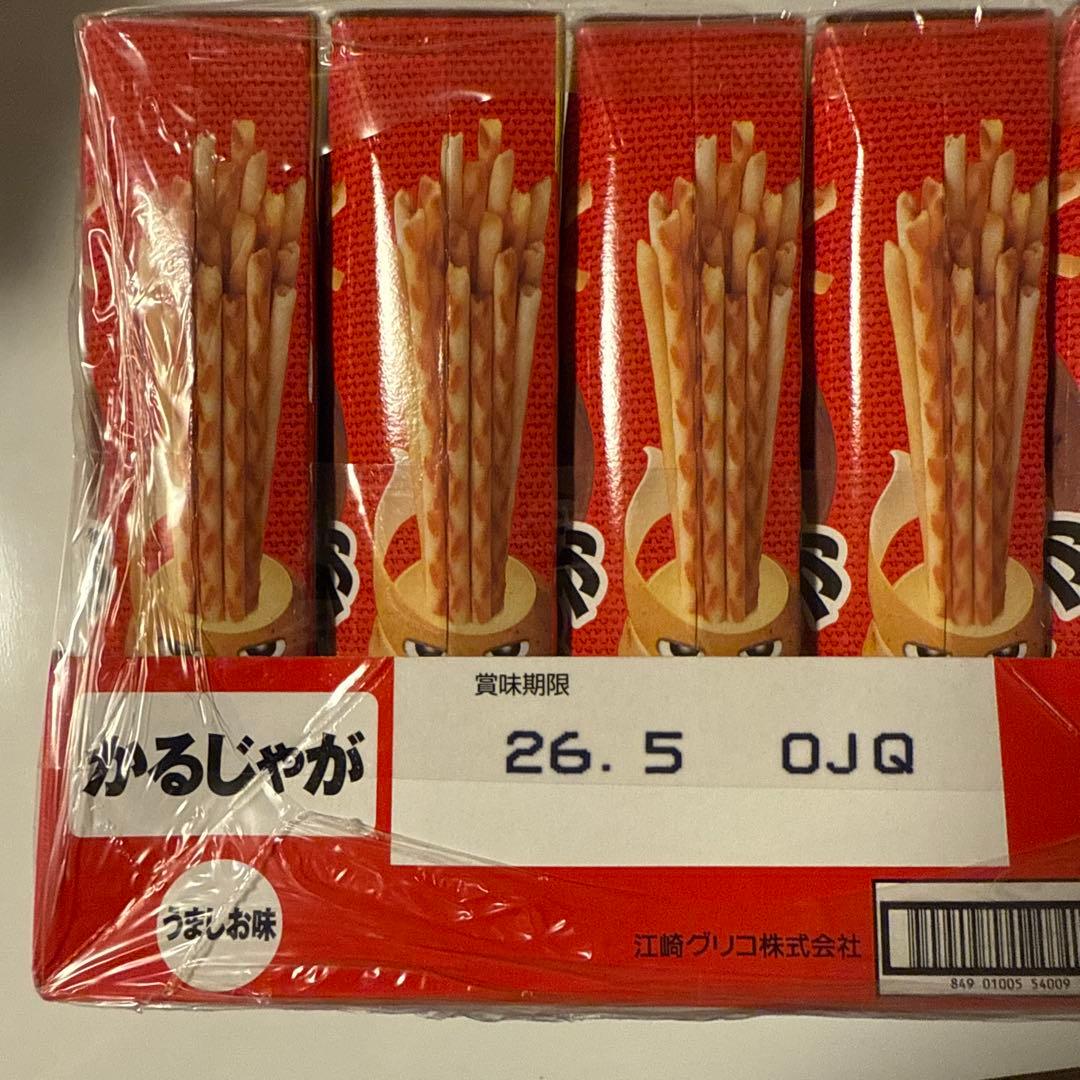 賞味期限
26. 5 OJQ
かるじゃが
うましお味
江崎グリコ株式会社
849 01005 54009